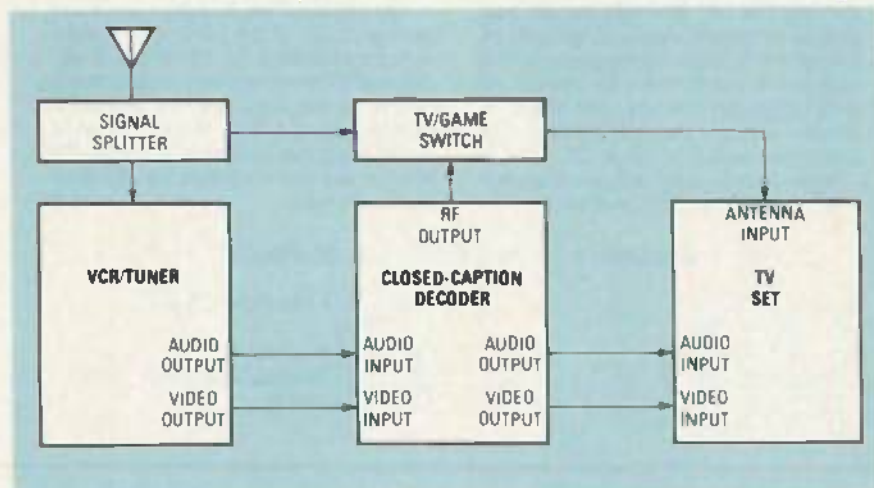 SIGNAL
SPLITTER
TV/GAME
SWITCH
VCR/TUNER
RF
OUTPUT
CLOSED-CAPTION
DECODER
ANTENNA
INPUT
TV
SET
AUDIO
OUTPUT
VIDEO
OUTPUT
AUDIO
INPUT
VIDEO
INPUT
AUDIO
OUTPUT
VIDEO
OUTPUT
AUDIO
INPUT
VIDEO
INPUT